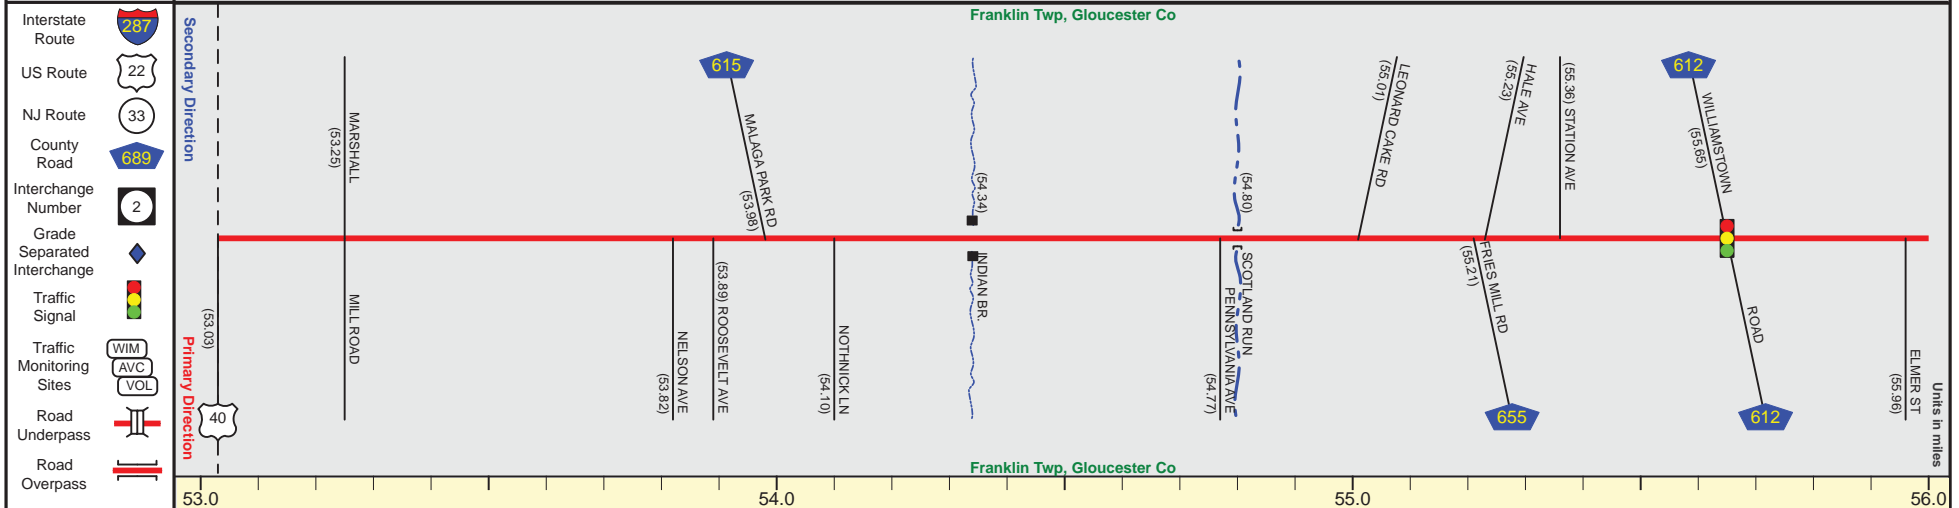 Interstate
Route
287
US Route
22
NJ Route
33
County
Road
689
Interchange
Number
2
Grade
Separated
Interchange
Traffic
Signal
Traffic
Monitoring
Sites
WIM
AVC
VOL
Road
Underpass
Road
Overpass
Secondary Direction
Primary Direction
Franklin Twp, Gloucester Co
(53.03)
40
MARSHALL
(53.25)
MILL ROAD
615
MALAGA PARK RD
(53.98)
NELSON AVE
(53.82)
(53.89) ROOSEVELT AVE
NOTHNICK LN
(54.10)
(54.34)
INDIAN BR.
(54.80)
SCOTLAND RUN
PENNSYLVANIA AVE
(54.77)
LEONARD CAKE RD
(55.01)
HALE AVE
(55.23)
FRIES MILL RD
(55.21)
655
(55.36) STATION AVE
612
WILLIAMSTOWN
(55.65)
ROAD
612
ELMER ST
(55.96)
Units in miles
Franklin Twp, Gloucester Co
53.0
54.0
55.0
56.0